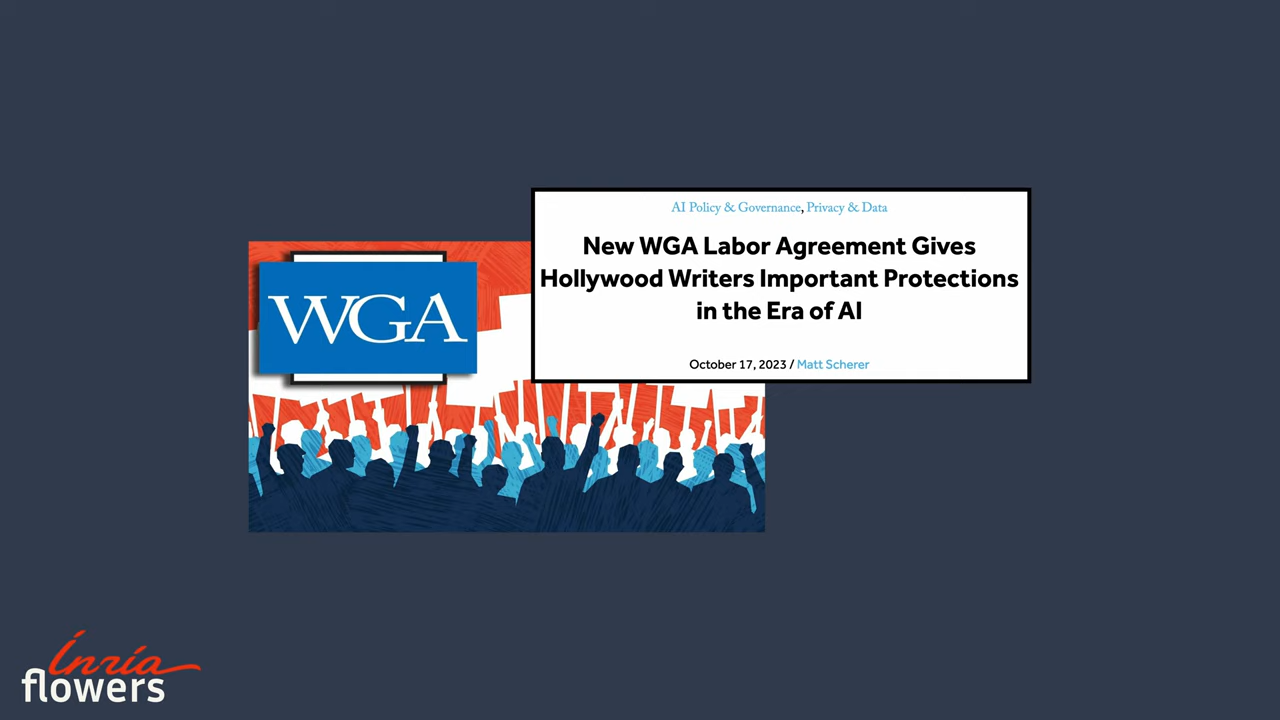 AI Policy & Governance, Privacy & Data
New WGA Labor Agreement Gives
Hollywood Writers Important Protections
in the Era of AI
October 17, 2023 / Matt Scherer
WGA
Inria
flowers